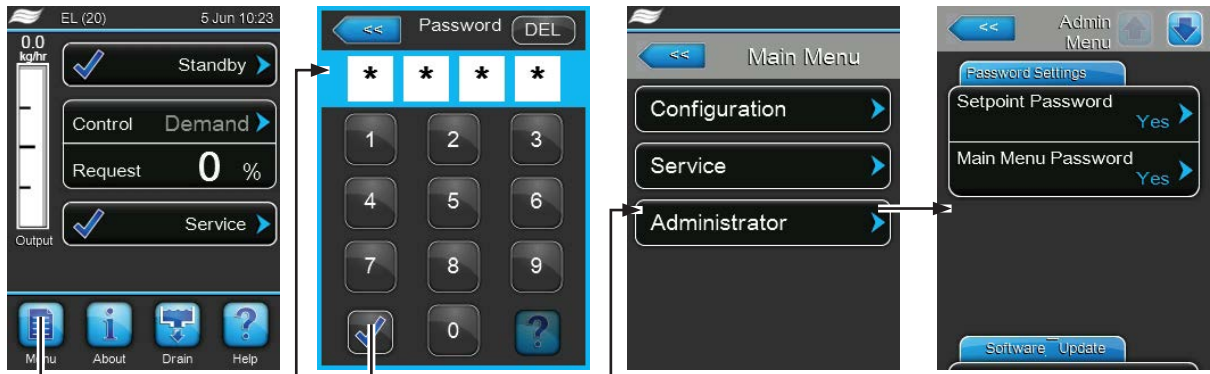 EL (20) 5 Jun 10:23
0.0
kg/hr
Standby
Control Demand
Request 0 %
Service
Output
Menu About Drain Help
<< Password DEL
* * * *
1 2 3
4 5 6
7 8 9
0 ?
<< Main Menu
Configuration
Service
Administrator
<< Admin
Menu
Password Settings
Setpoint Password
Yes
Main Menu Password
Yes
Software Update